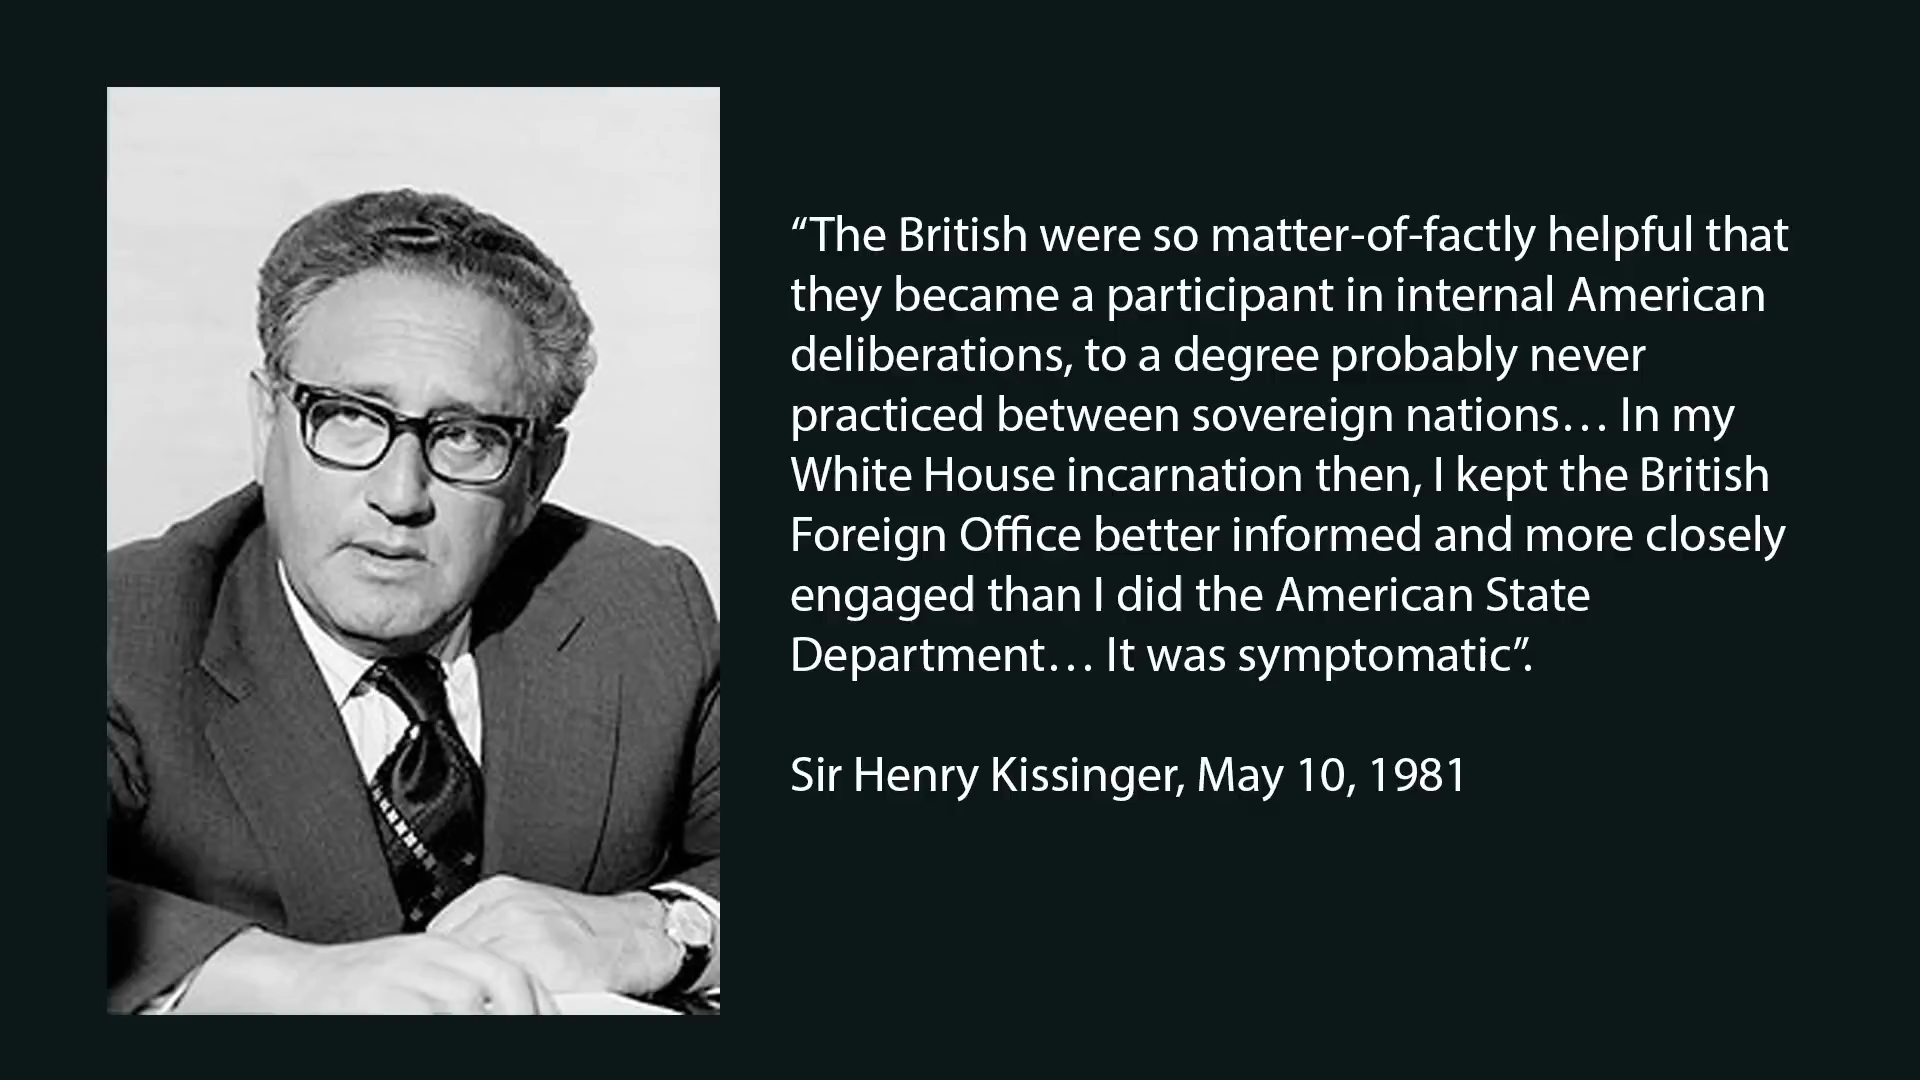 “The British were so matter-of-factly helpful that
they became a participant in internal American
deliberations, to a degree probably never
practiced between sovereign nations… In my
White House incarnation then, I kept the British
Foreign Office better informed and more closely
engaged than I did the American State
Department… It was symptomatic”.
Sir Henry Kissinger, May 10, 1981